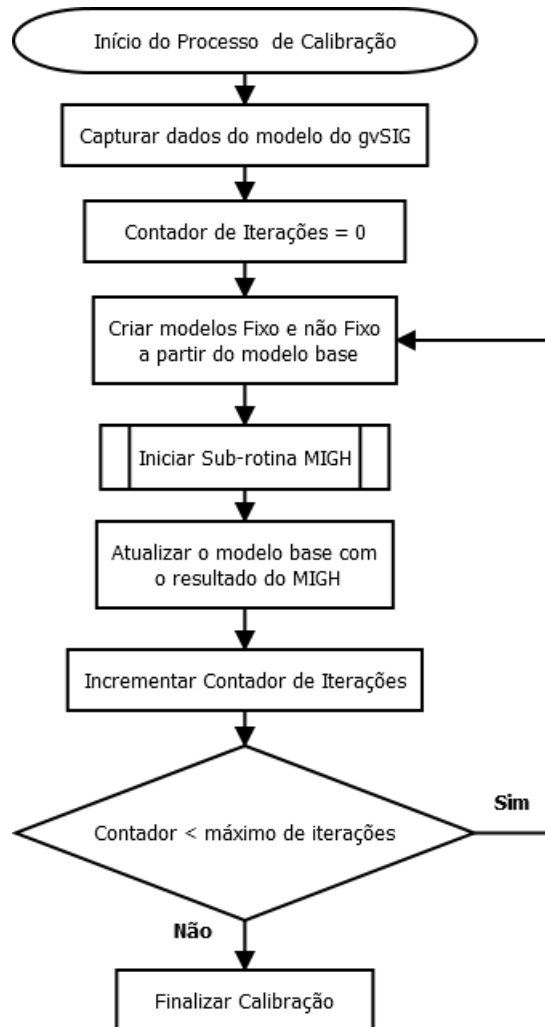 Início do Processo de Calibração
Capturar dados do modelo do gvSIG
Contador de Iterações = 0
Criar modelos Fixo e não Fixo
a partir do modelo base
Iniciar Sub-rotina MIGH
Atualizar o modelo base com
o resultado do MIGH
Incrementar Contador de Iterações
Contador < máximo de iterações
Sim
Não
Finalizar Calibração